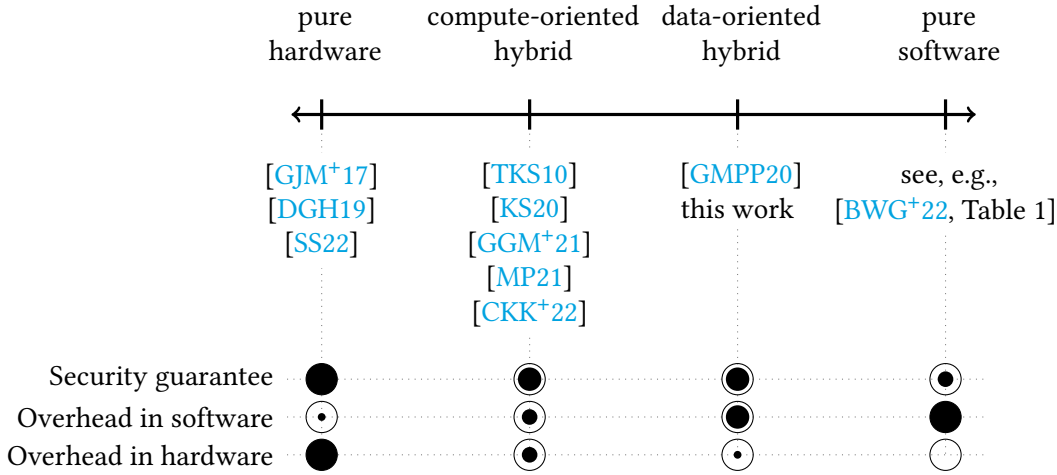 pure hardware
compute-oriented hybrid
data-oriented hybrid
pure software
[GJM+17]
[DGH19]
[SS22]
[TKS10]
[KS20]
[GGM+21]
[MP21]
[CKK+22]
[GMPP20]
this work
see, e.g.,
[BWG+22, Table 1]
Security guarantee
Overhead in software
Overhead in hardware